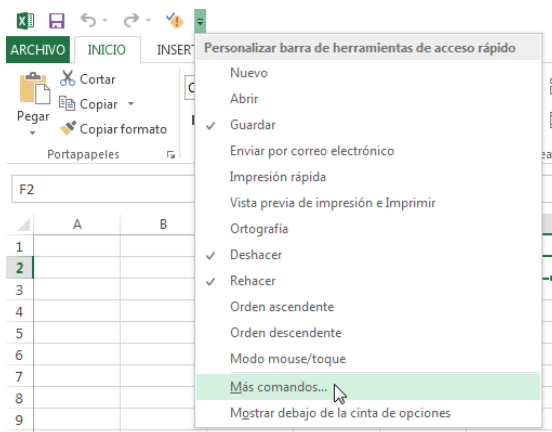 ARCHIVO INICIO INSER
Personalizar barra de herramientas de acceso rápido
Cortar
Copiar
Copiar formato
Pegar
Portapapeles
Nuevo
Abrir
Guardar
Enviar por correo electrónico
Impresión rápida
Vista previa de impresión e Imprimir
Ortografía
Deshacer
Rehacer
Orden ascendente
Orden descendente
Modo mouse/toque
Más comandos...
Mostrar debajo de la cinta de opciones
F2
A B
1
2
3
4
5
6
7
8
9